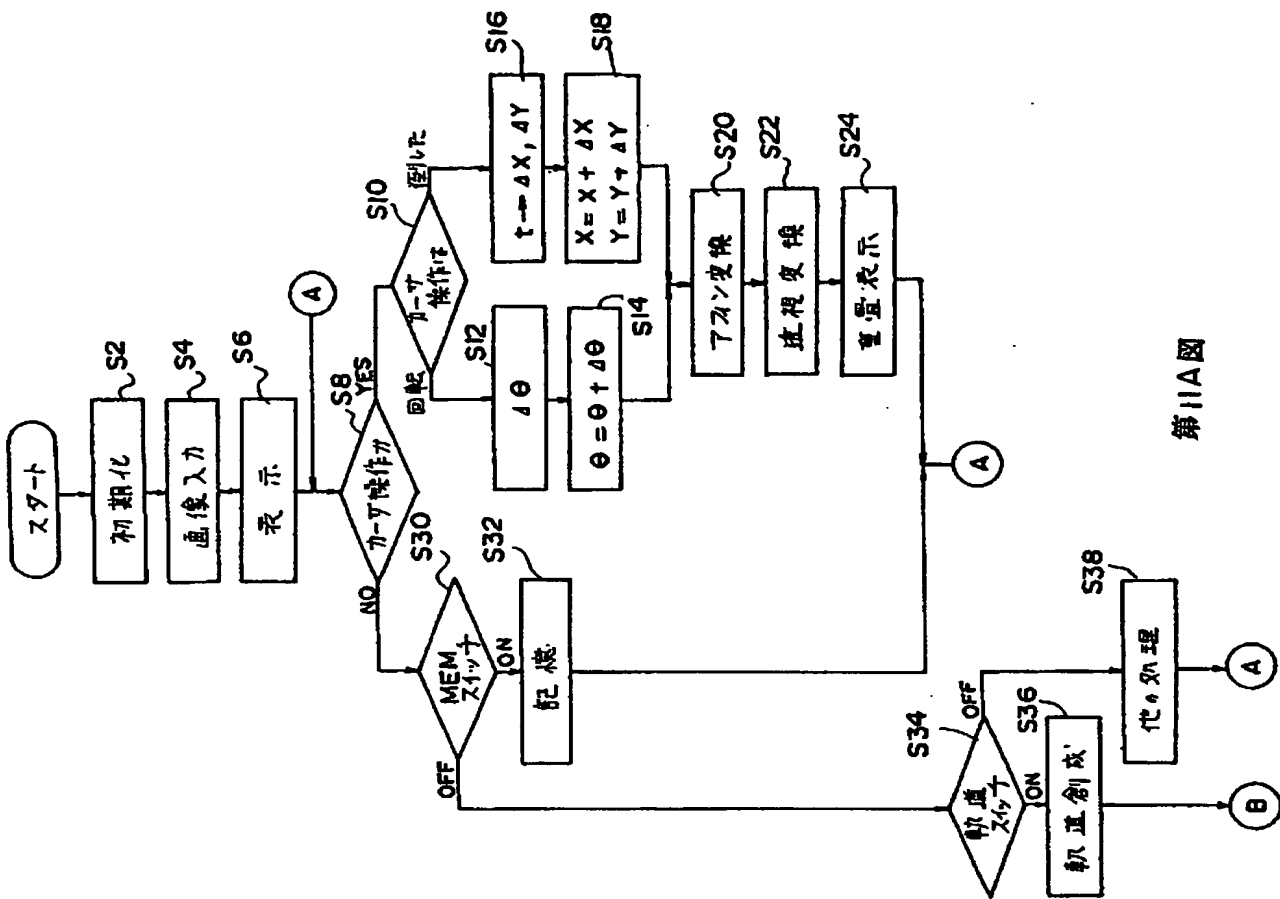 スタート
初期化
S2
画像入力
S4
表示
S6
A
カーサ操作が
S8
YES
NO
カーサ
操作は
S10
回転
倒した
Δθ
S12
θ=θ+Δθ
S14
t→ΔX,ΔY
S16
X=X+ΔX
Y=Y+ΔY
S18
アフィン変換
S20
透視変換
S22
重畳表示
S24
A
MEM
スイッチ
S30
ON
OFF
記憶
S32
軌道
スイッチ
S34
ON
OFF
軌道創成
S36
他の処理
S38
B
A
第11A図